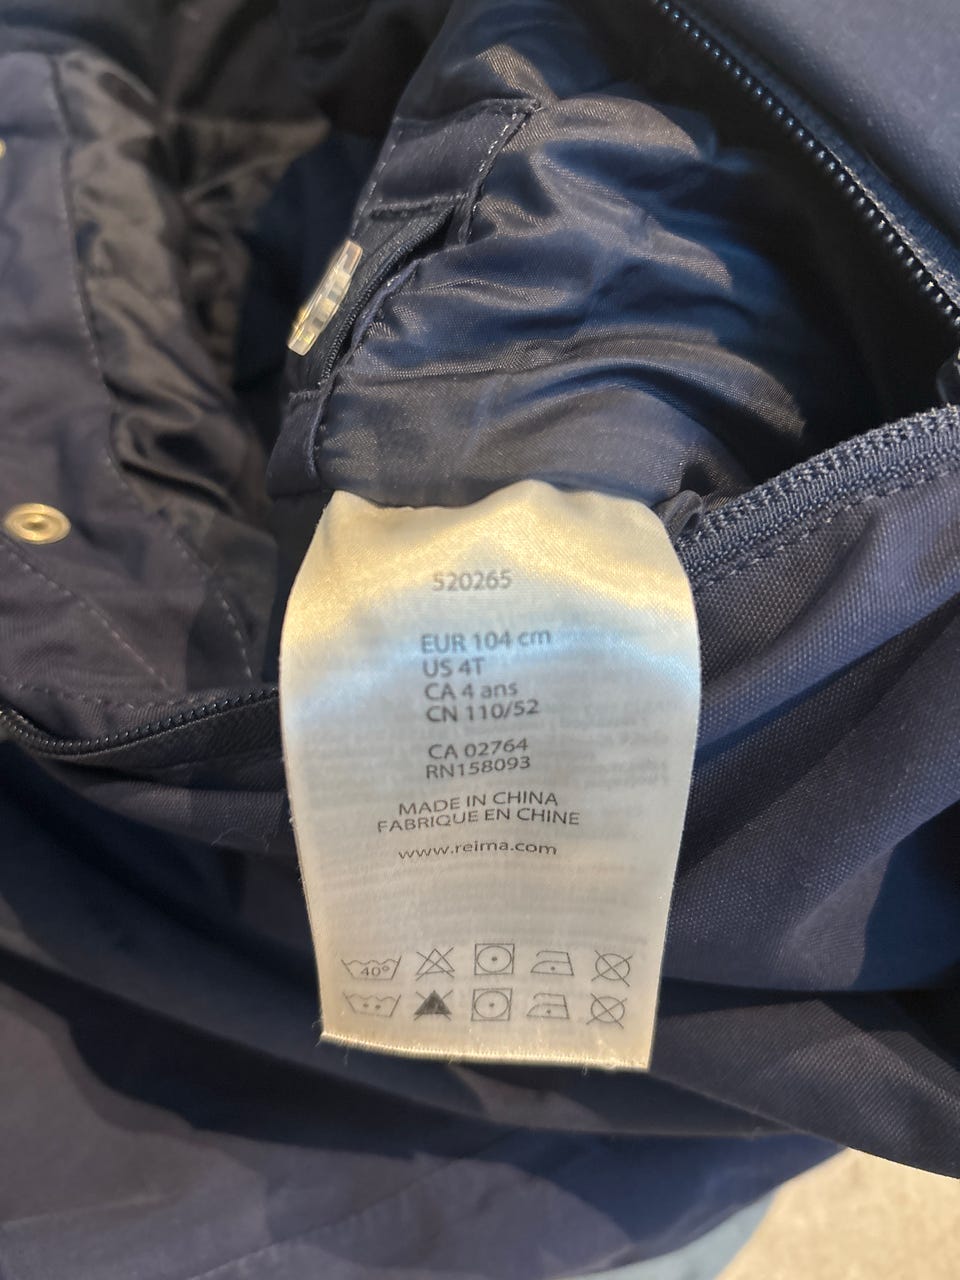 520265
EUR 104 cm
US 4T
CA 4 ans
CN 110/52
CA 02764
RN158093
MADE IN CHINA
FABRIQUE EN CHINE
www.reima.com
40°